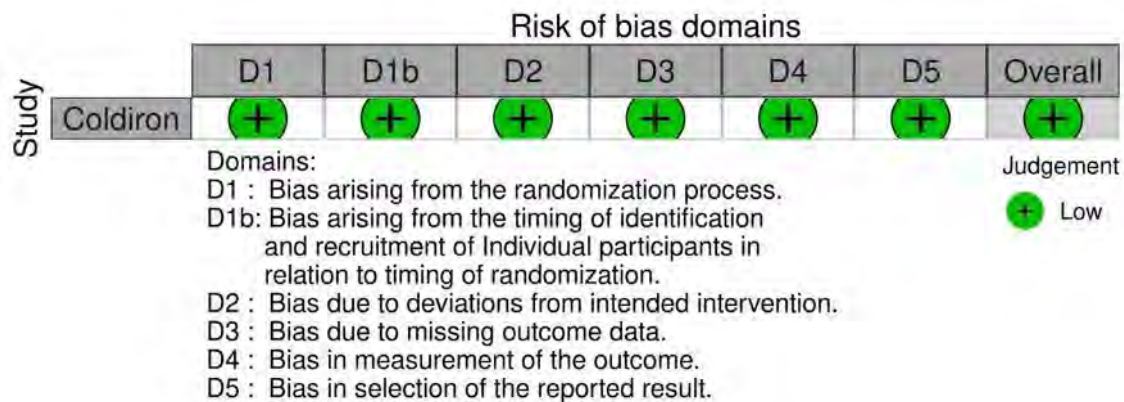 Risk of bias domains
D1 D1b D2 D3 D4 D5 Overall
Study
Coldiron + + + + + + +
Domains:
D1 : Bias arising from the randomization process.
D1b: Bias arising from the timing of identification
and recruitment of Individual participants in
relation to timing of randomization.
D2 : Bias due to deviations from intended intervention.
D3 : Bias due to missing outcome data.
D4 : Bias in measurement of the outcome.
D5 : Bias in selection of the reported result.
Judgement
+ Low